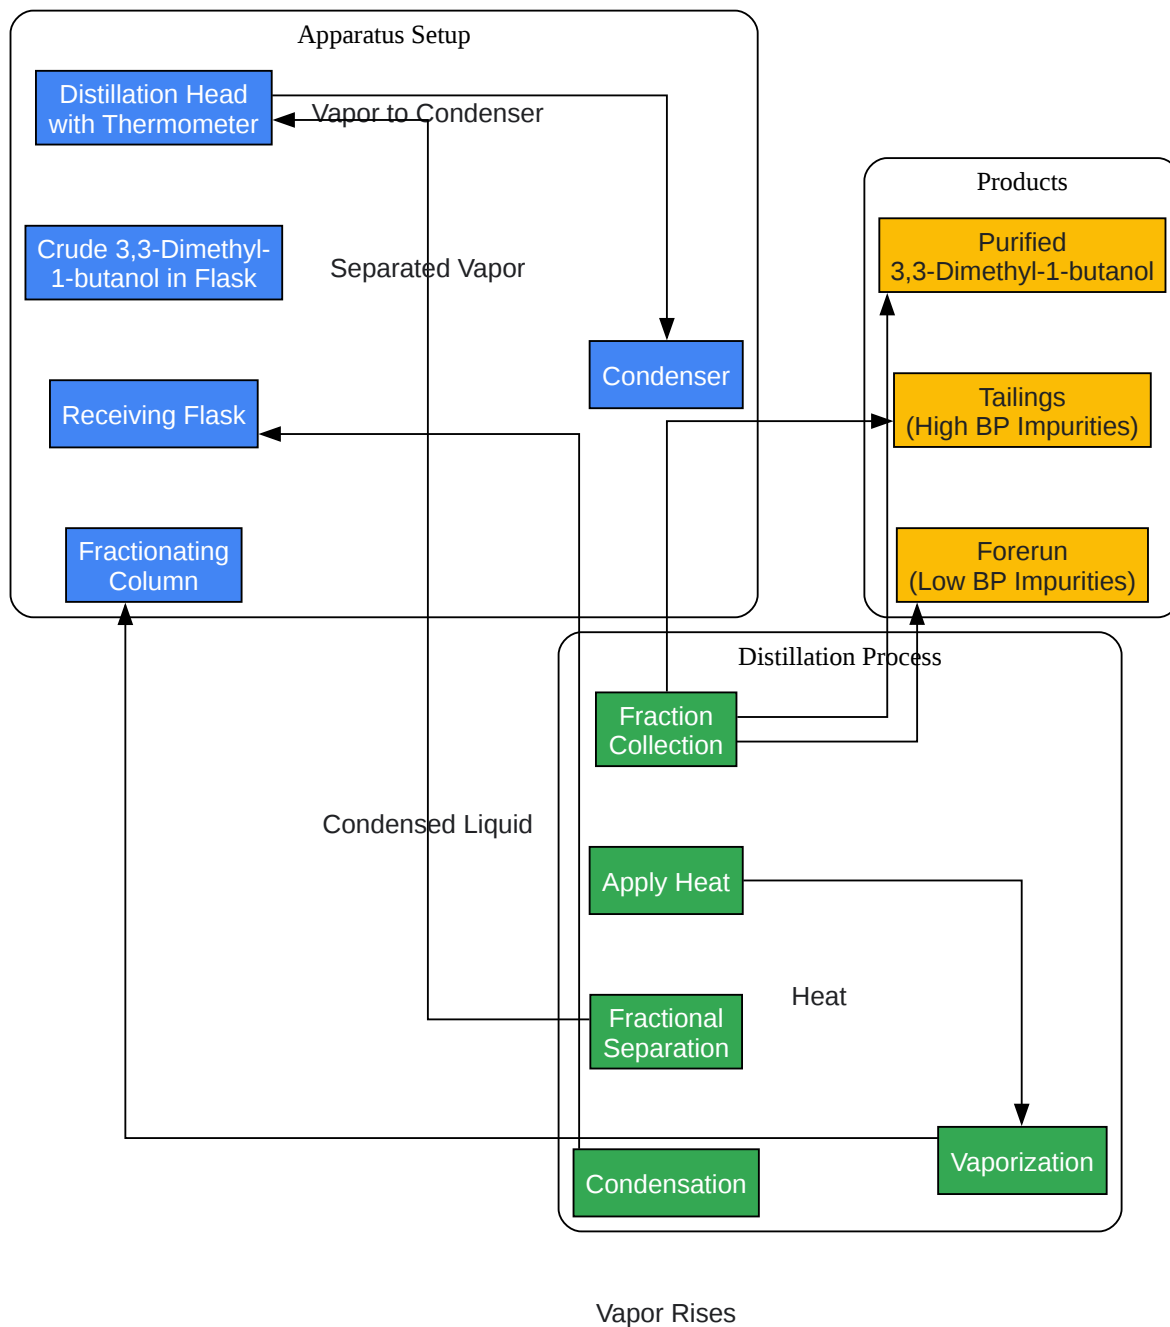 Apparatus Setup
Distillation Head
with Thermometer
Vapor to Condenser
Crude 3,3-Dimethyl-
1-butanol in Flask
Separated Vapor
Condenser
Receiving Flask
Fractionating
Column
Products
Purified
3,3-Dimethyl-1-butanol
Tailings
(High BP Impurities)
Forerun
(Low BP Impurities)
Distillation Process
Fraction
Collection
Condensed Liquid
Apply Heat
Heat
Fractional
Separation
Vaporization
Condensation
Vapor Rises